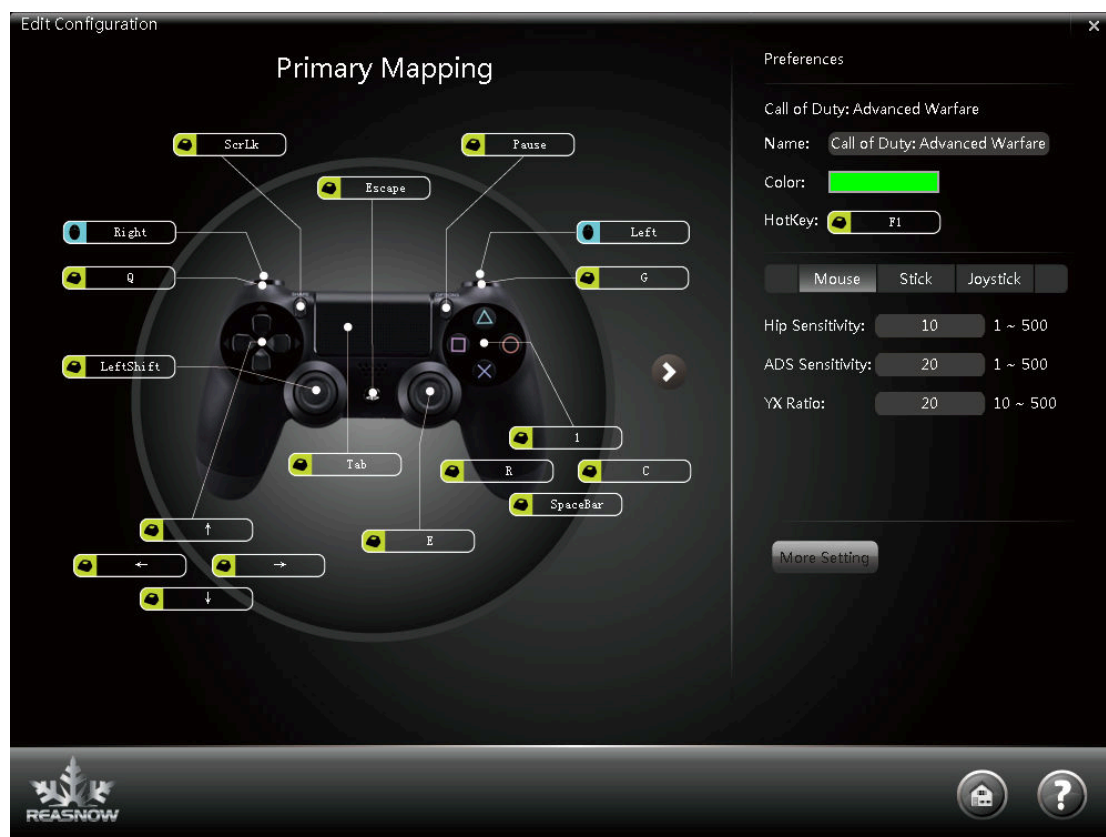 Edit Configuration
Primary Mapping
ScrLk
Pause
Escape
Right
Left
Q
G
SHARE
OPTIONS
LeftShift
1
Tab
R
C
SpaceBar
↑
E
←
→
↓
Preferences
Call of Duty: Advanced Warfare
Name: Call of Duty: Advanced Warfare
Color:
HotKey: F1
Mouse Stick Joystick
Hip Sensitivity: 10 1 ~ 500
ADS Sensitivity: 20 1 ~ 500
YX Ratio: 20 10 ~ 500
More Setting
REASNOW
?